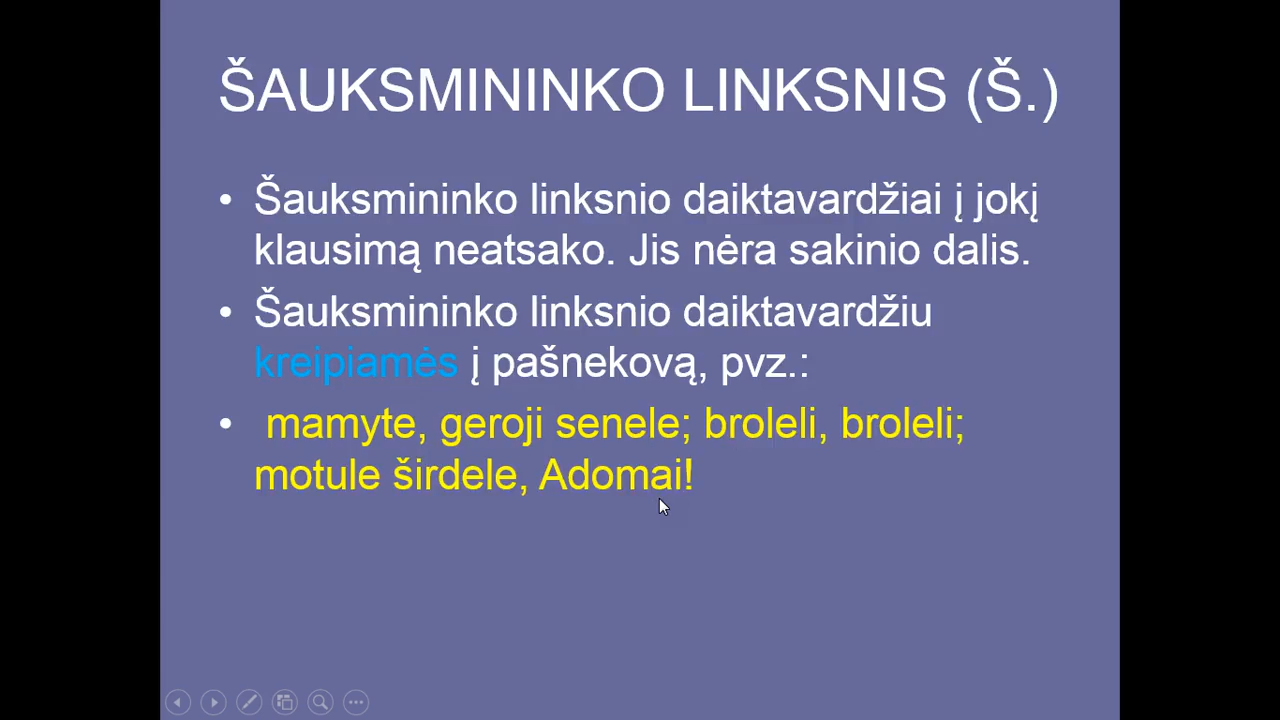 ŠAUKSMININKO LINKSNIS (Š.)
• Šauksmininko linksnio daiktavardžiai į jokį
klausimą neatsako. Jis nėra sakinio dalis.
• Šauksmininko linksnio daiktavardžiu
kreipiamės į pašnekovą, pvz.:
• mamyte, geroji senele; broleli, broleli;
motule širdele, Adomai!